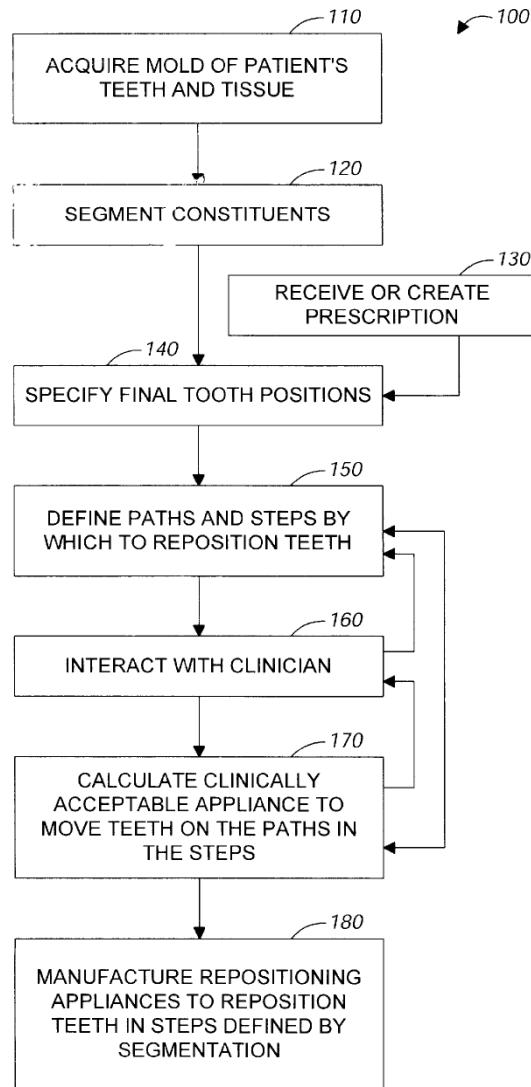 100
110
ACQUIRE MOLD OF PATIENT'S
TEETH AND TISSUE
120
SEGMENT CONSTITUENTS
130
RECEIVE OR CREATE
PRESCRIPTION
140
SPECIFY FINAL TOOTH POSITIONS
150
DEFINE PATHS AND STEPS BY
WHICH TO REPOSITION TEETH
160
INTERACT WITH CLINICIAN
170
CALCULATE CLINICALLY
ACCEPTABLE APPLIANCE TO
MOVE TEETH ON THE PATHS IN
THE STEPS
180
MANUFACTURE REPOSITIONING
APPLIANCES TO REPOSITION
TEETH IN STEPS DEFINED BY
SEGMENTATION